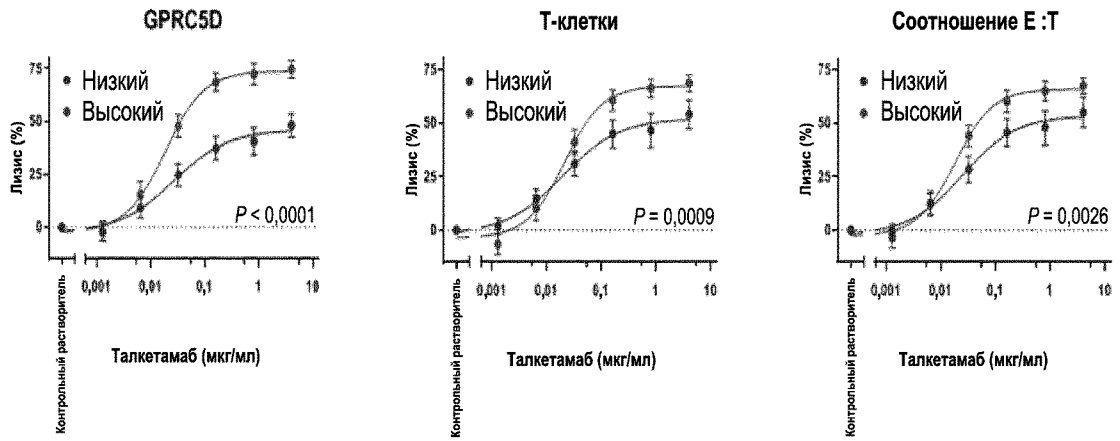 GPRC5D
75
50
25
0
Лизис (%)
Низкий
Высокий
P < 0,0001
0,001 0,01 0,1 1 10
Контрольный растворитель
Талкетамаб (мкг/мл)
Т-клетки
75
50
25
0
Лизис (%)
Низкий
Высокий
P = 0,0009
0,001 0,01 0,1 1 10
Контрольный растворитель
Талкетамаб (мкг/мл)
Соотношение E :T
75
50
25
0
Лизис (%)
Низкий
Высокий
P = 0,0026
0,001 0,01 0,1 1 10
Контрольный растворитель
Талкетамаб (мкг/мл)